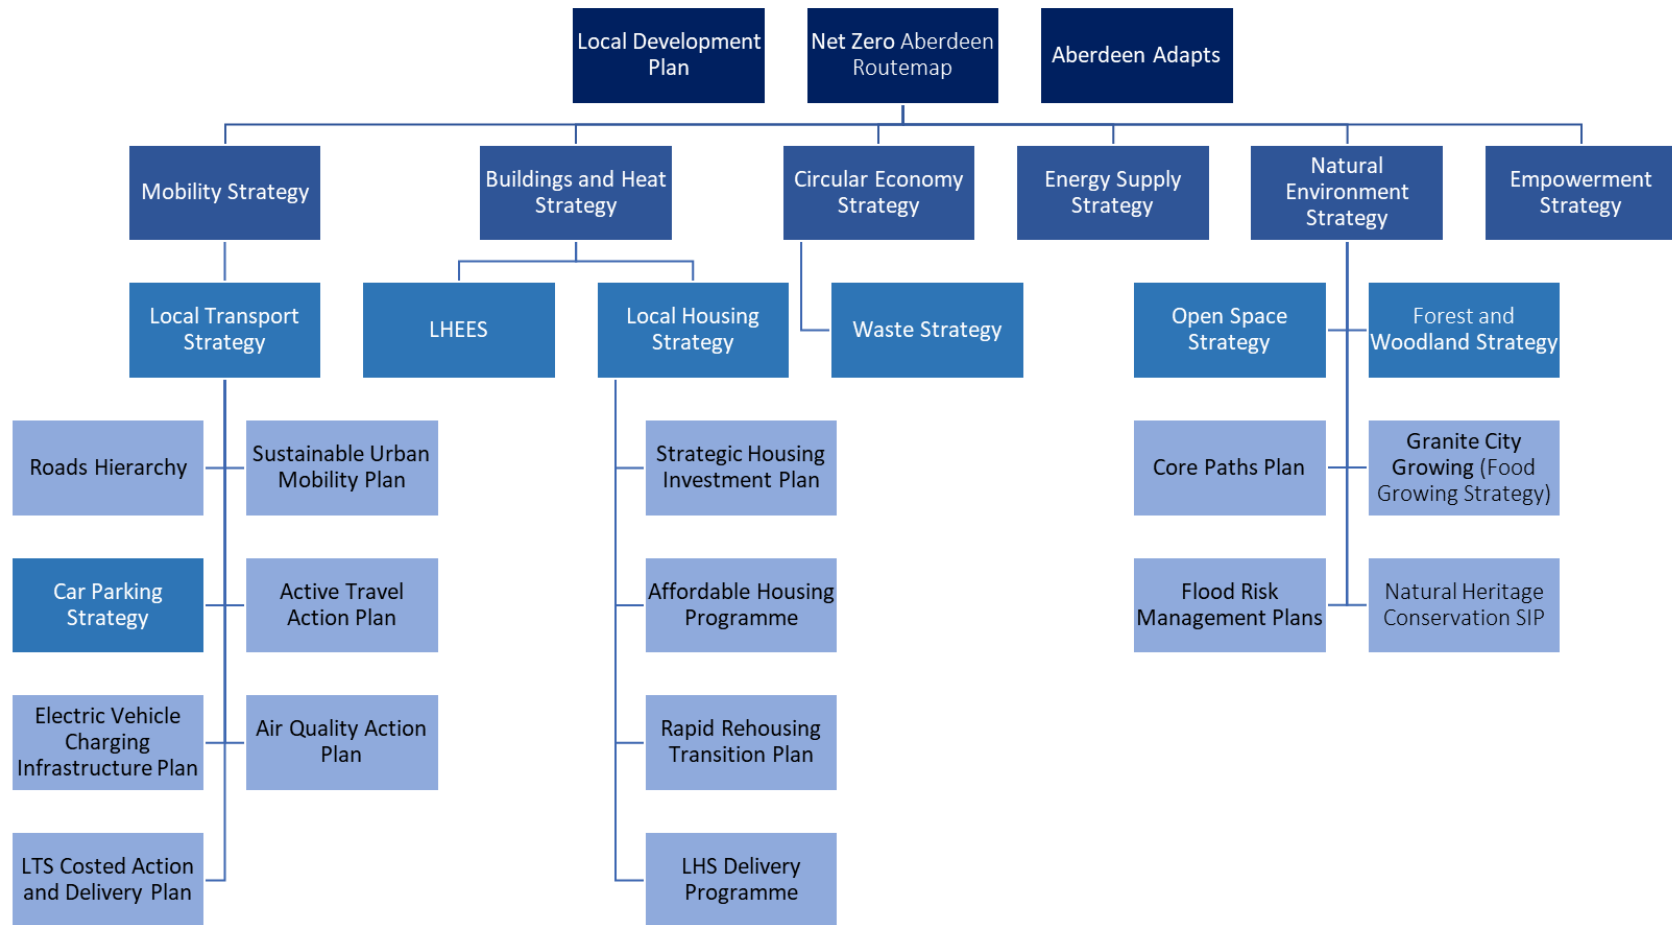 Local Development
Plan
Net Zero Aberdeen
Routemap
Aberdeen Adapts
Mobility Strategy
Buildings and Heat
Strategy
Circular Economy
Strategy
Energy Supply
Strategy
Natural
Environment
Strategy
Empowerment
Strategy
Local Transport
Strategy
LHEES
Local Housing
Strategy
Waste Strategy
Open Space
Strategy
Forest and
Woodland Strategy
Roads Hierarchy
Sustainable Urban
Mobility Plan
Strategic Housing
Investment Plan
Core Paths Plan
Granite City
Growing (Food
Growing Strategy)
Car Parking
Strategy
Active Travel
Action Plan
Affordable Housing
Programme
Flood Risk
Management Plans
Natural Heritage
Conservation SIP
Electric Vehicle
Charging
Infrastructure Plan
Air Quality Action
Plan
Rapid Rehousing
Transition Plan
LTS Costed Action
and Delivery Plan
LHS Delivery
Programme